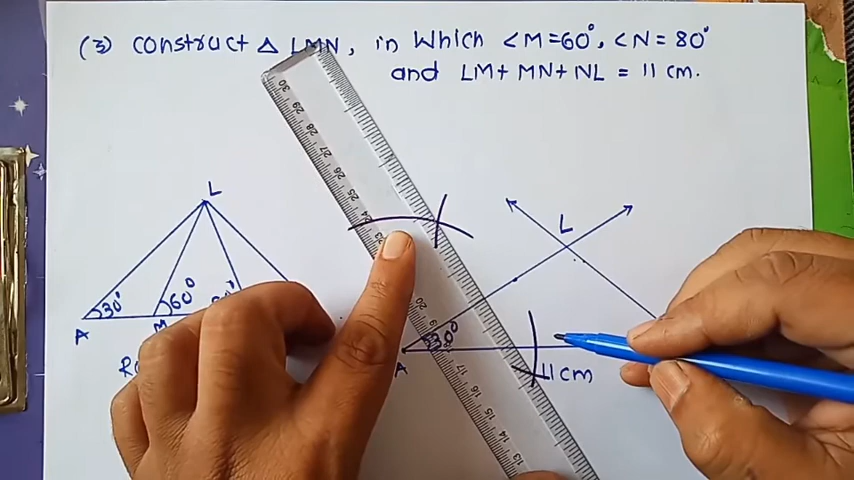 (3) construct △ LMN, in which ∠M=60°, ∠N = 80°
and LM+ MN+ NL = 11 cm.
L
L
30°
60°
30°
A
M
A
11 cm